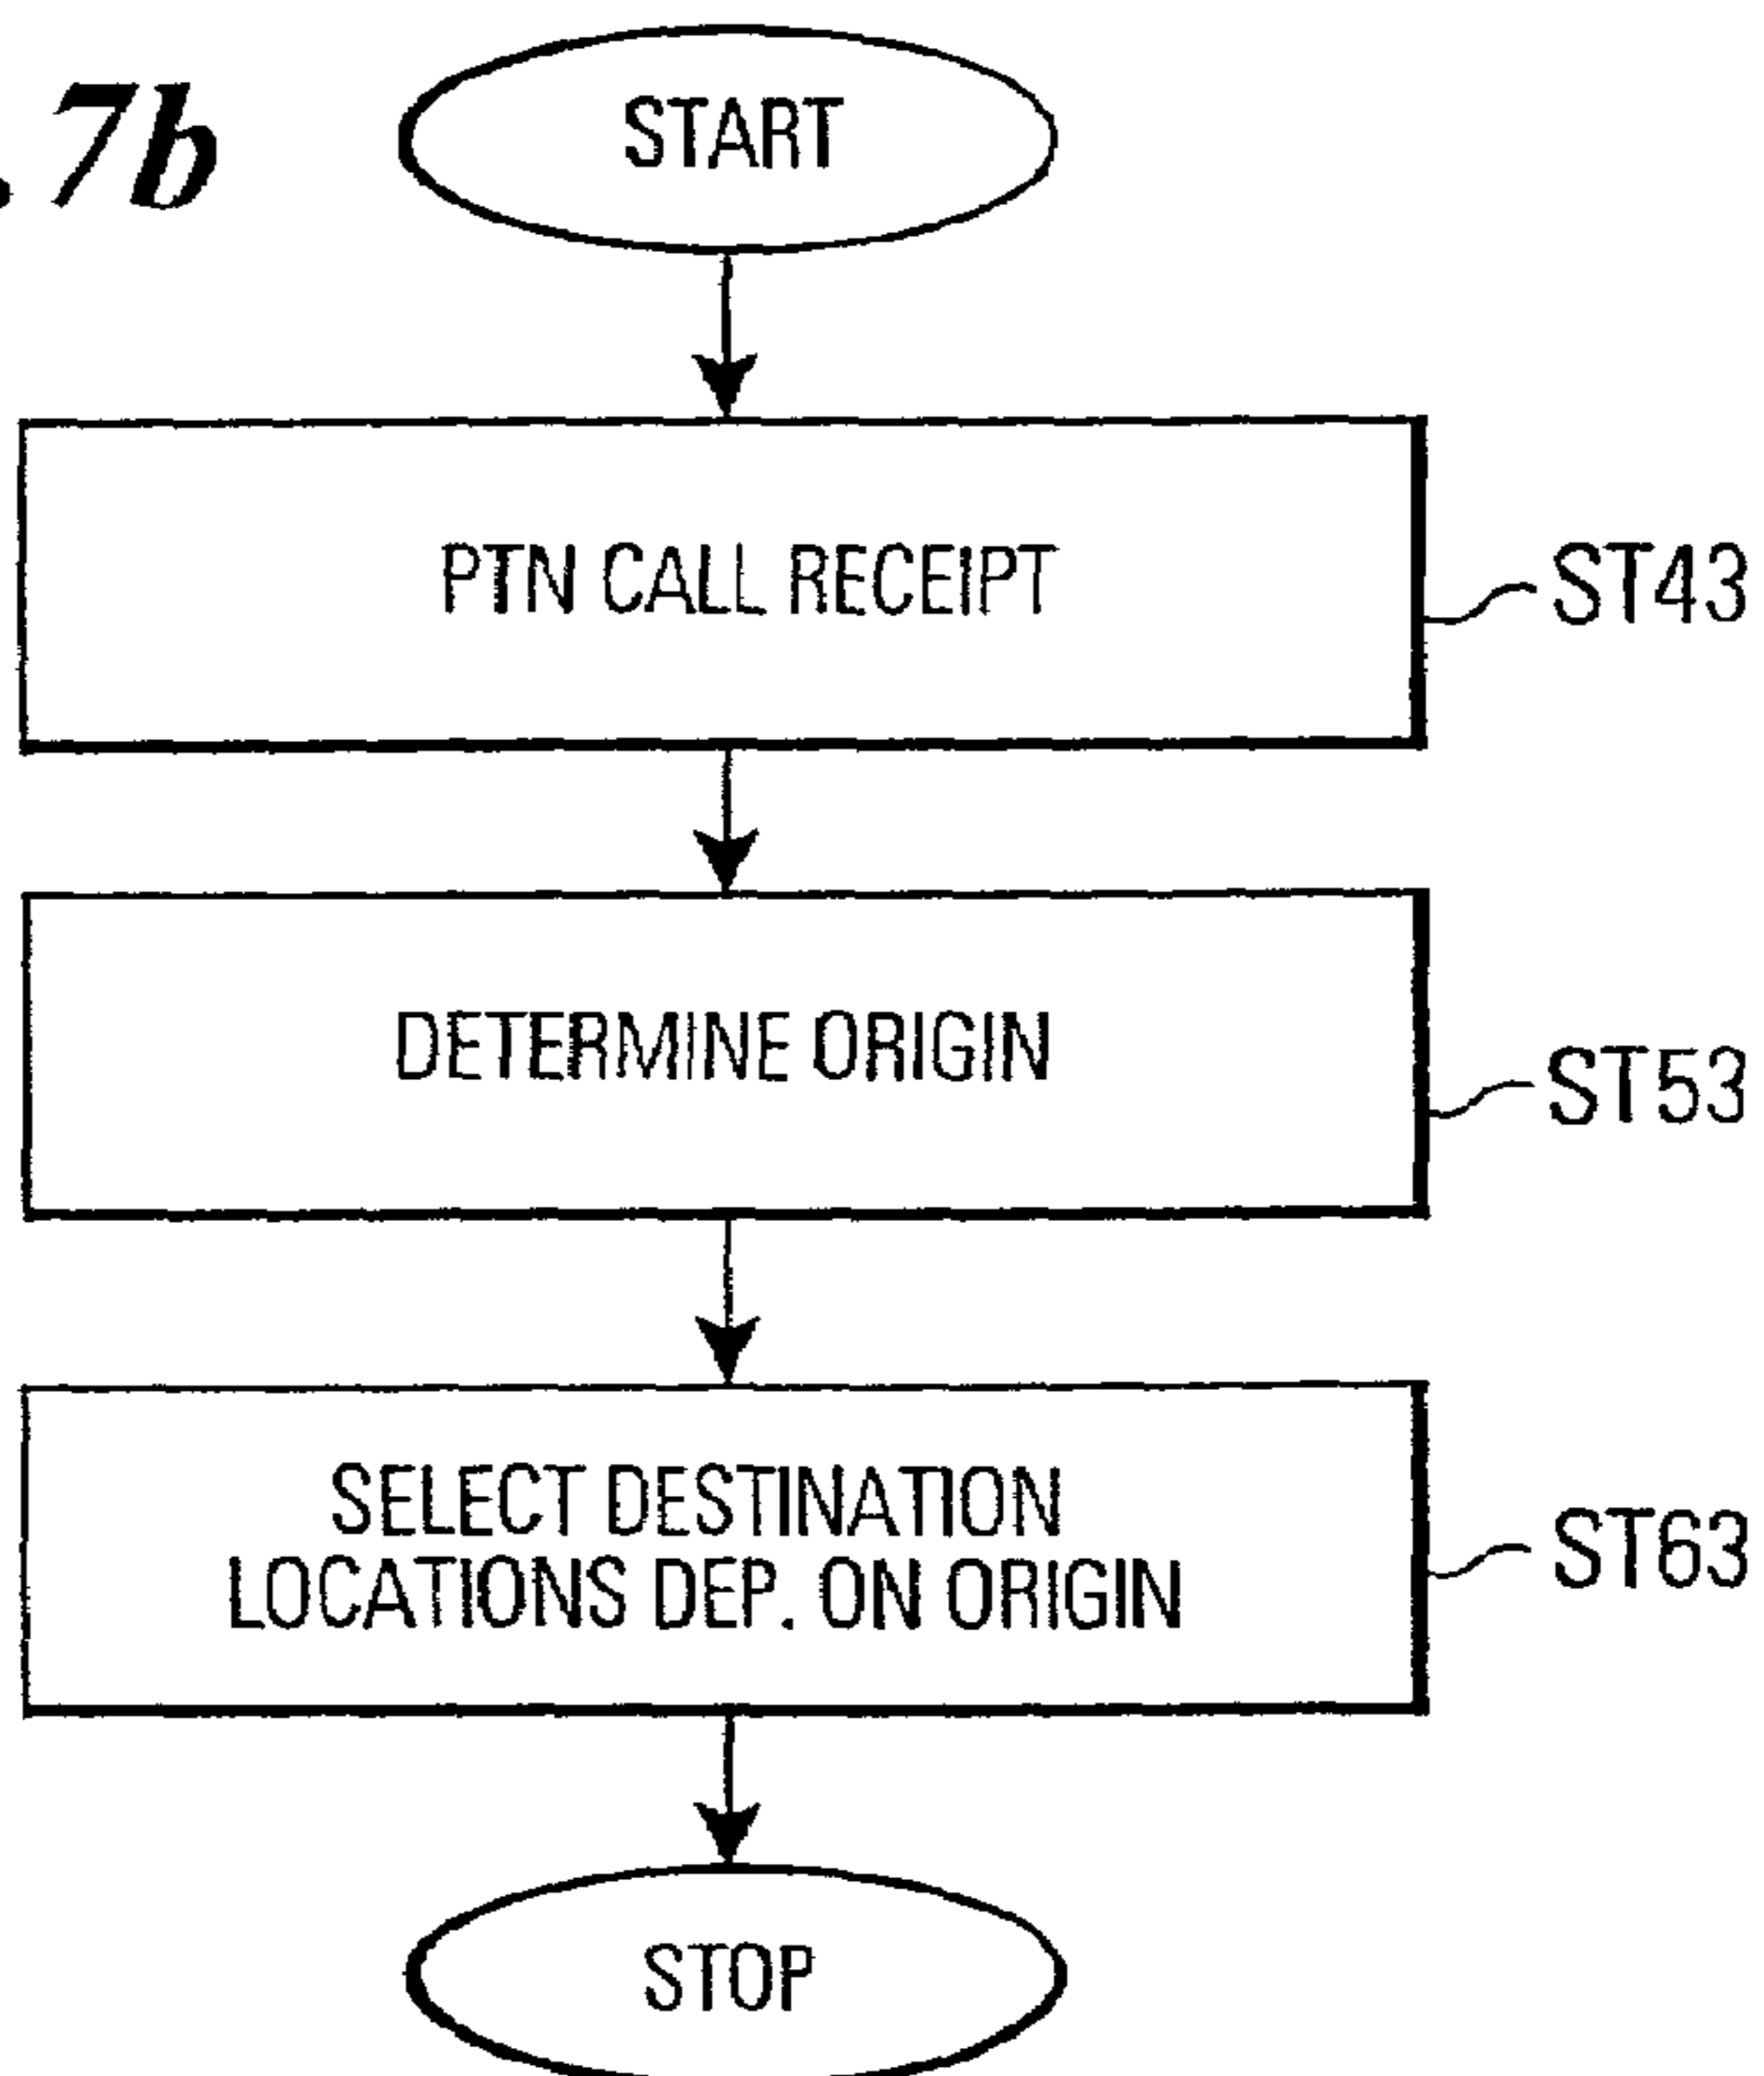 . 7b
START
PTN CALL RECEIPT
ST43
DETERMINE ORIGIN
ST53
SELECT DESTINATION
LOCATIONS DEP. ON ORIGIN
ST63
STOP